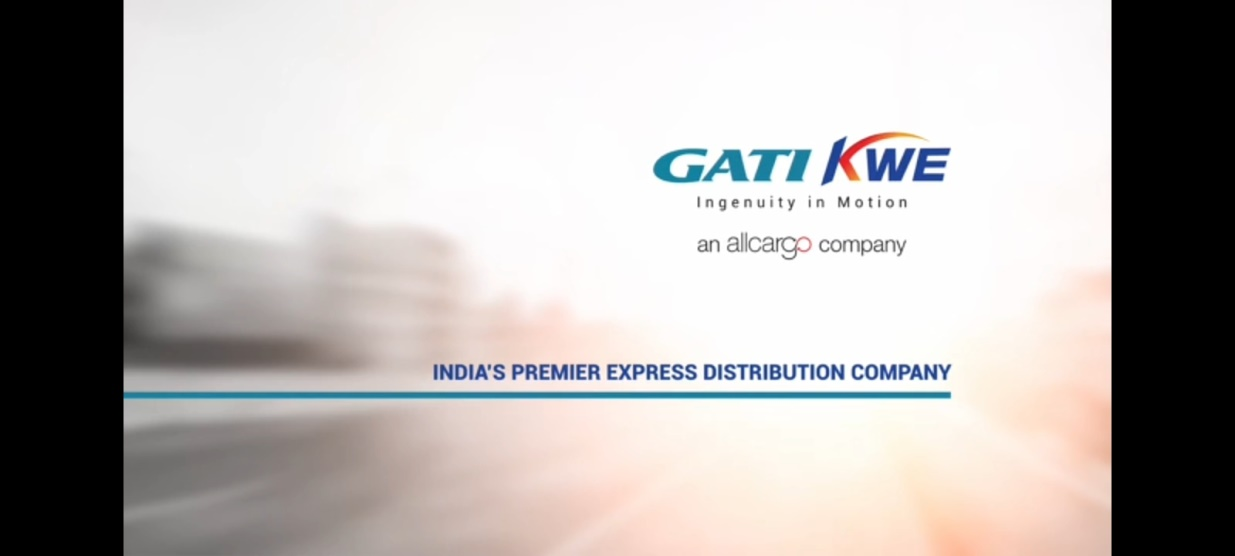 GATI KWE
Ingenuity in Motion
an allcargo company
INDIA'S PREMIER EXPRESS DISTRIBUTION COMPANY